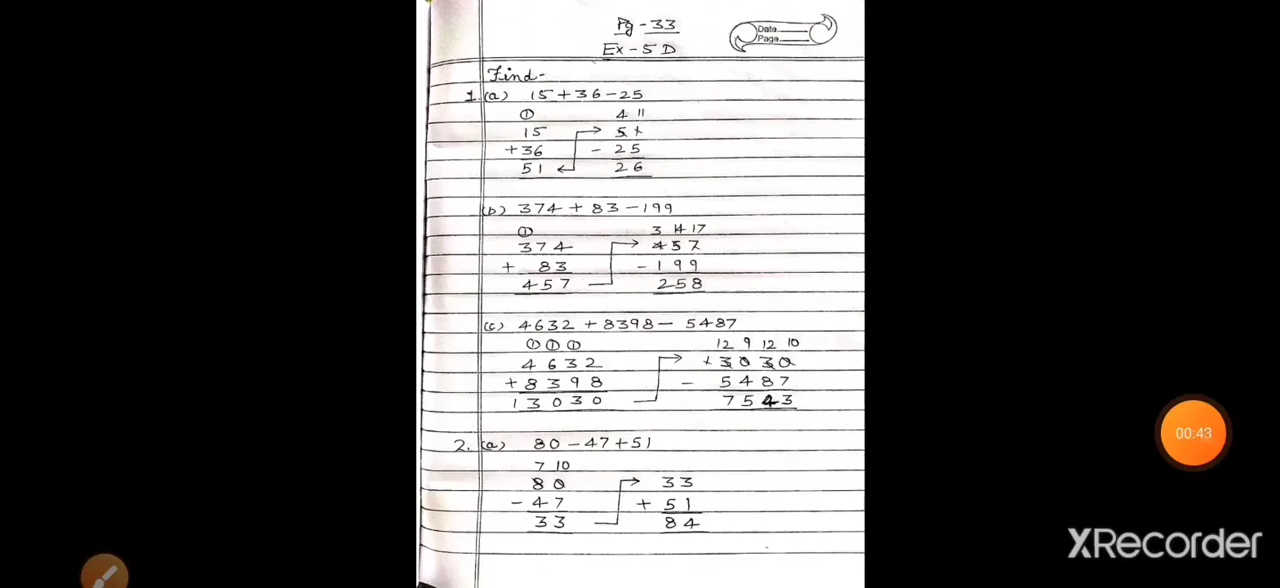 Pg - 33
Date
Page
Ex - 5 D
Find -
1. (a) 15 + 36 - 25
① 4 11
15 5 1
+ 36 - 25
51 26
(b) 374 + 83 - 199
① 3 14 17
374 457
+ 83 - 199
457 258
(c) 4632 + 8398 - 5487
① ① ① 12 9 12 10
4632 13030
+ 8398 - 5487
13030 7543
00:43
2. (a) 80 - 47 + 51
7 10
80 33
- 47 + 51
33 84
XRecorder